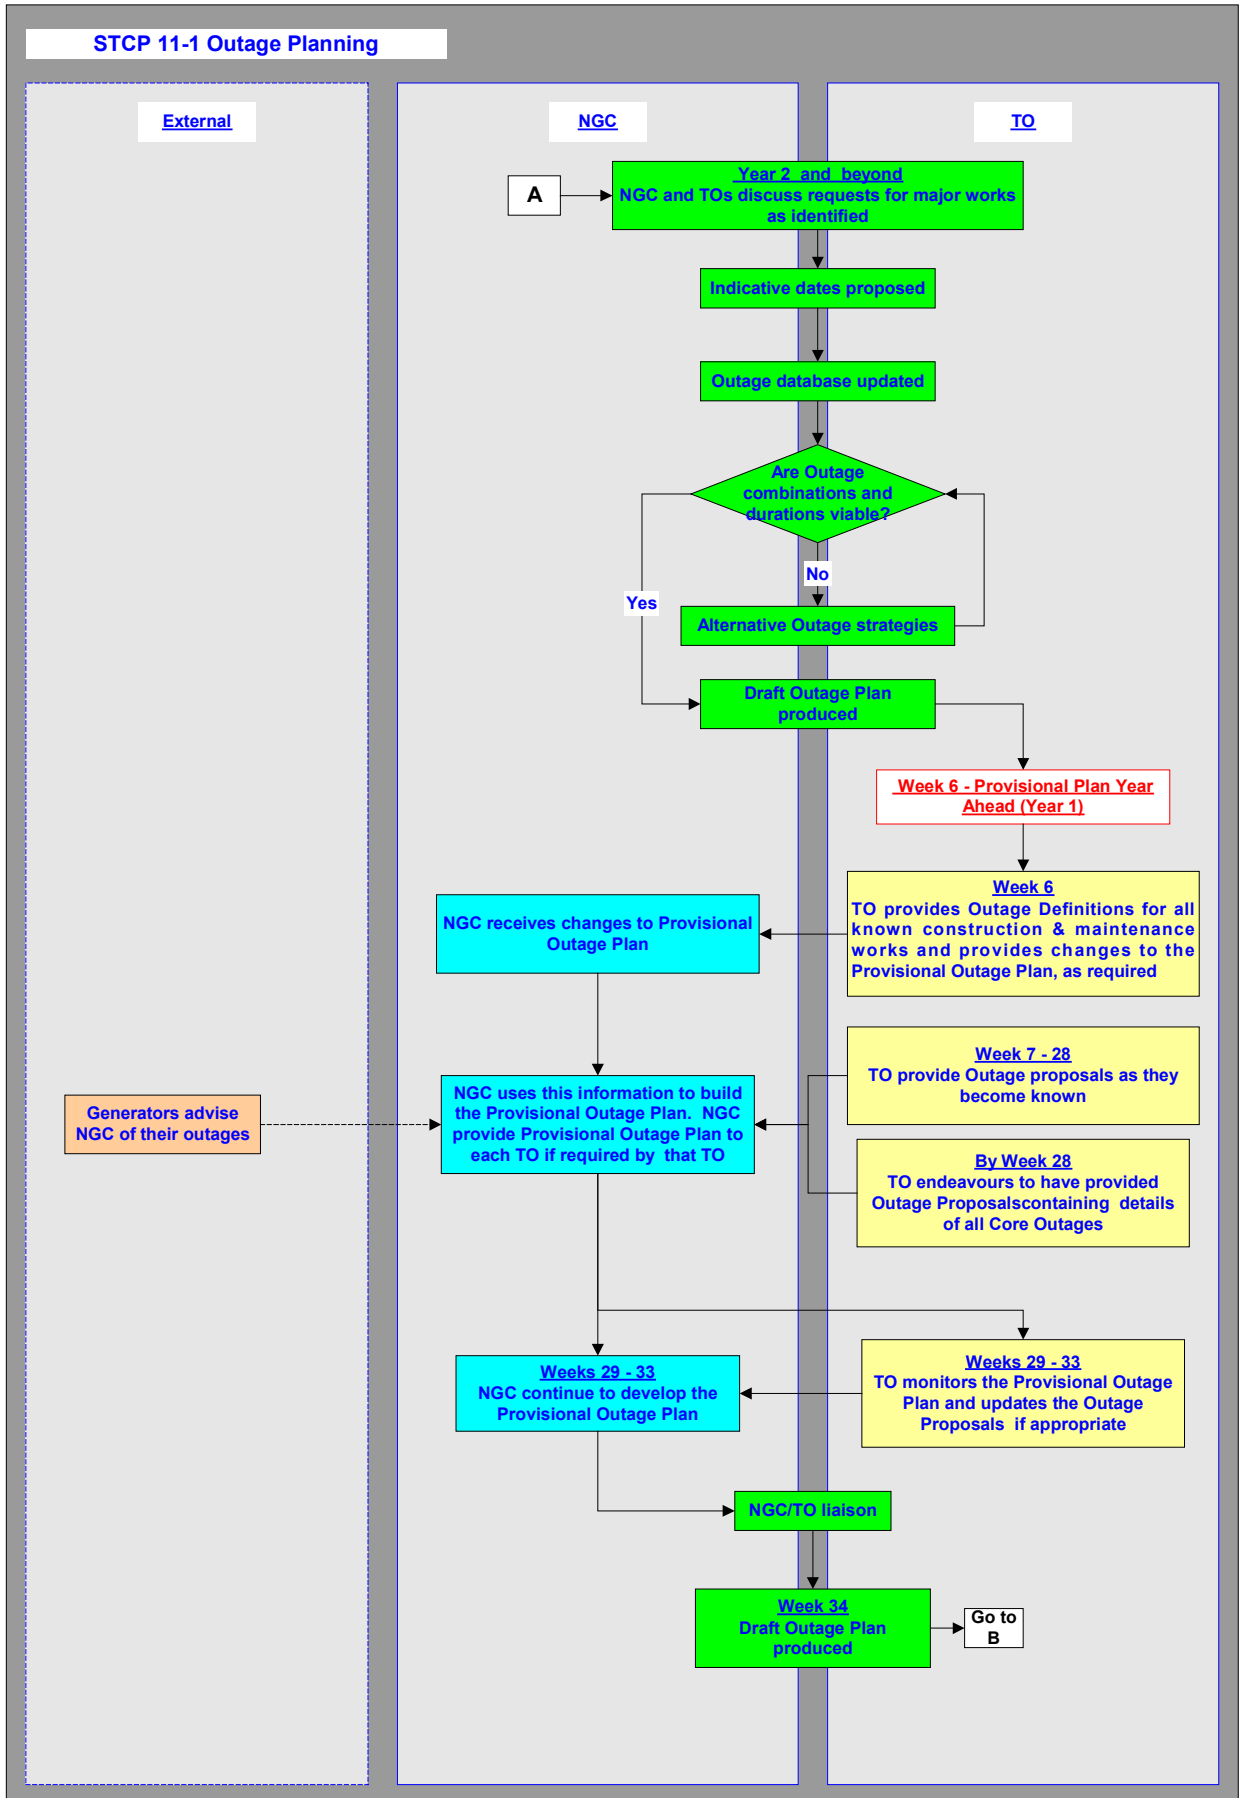 STCP 11-1 Outage Planning
External
NGC
TO
A
Year 2 and beyond
NGC and TOs discuss requests for major works
as identified
Indicative dates proposed
Outage database updated
Are Outage
combinations and
durations viable?
No
Yes
Alternative Outage strategies
Draft Outage Plan
produced
Week 6 - Provisional Plan Year
Ahead (Year 1)
Week 6
TO provides Outage Definitions for all
known construction & maintenance
works and provides changes to the
Provisional Outage Plan, as required
NGC receives changes to Provisional
Outage Plan
Week 7 - 28
TO provide Outage proposals as they
become known
Generators advise
NGC of their outages
NGC uses this information to build
the Provisional Outage Plan. NGC
provide Provisional Outage Plan to
each TO if required by that TO
By Week 28
TO endeavours to have provided
Outage Proposalscontaining details
of all Core Outages
Weeks 29 - 33
NGC continue to develop the
Provisional Outage Plan
Weeks 29 - 33
TO monitors the Provisional Outage
Plan and updates the Outage
Proposals if appropriate
NGC/TO liaison
Week 34
Draft Outage Plan
produced
Go to
B